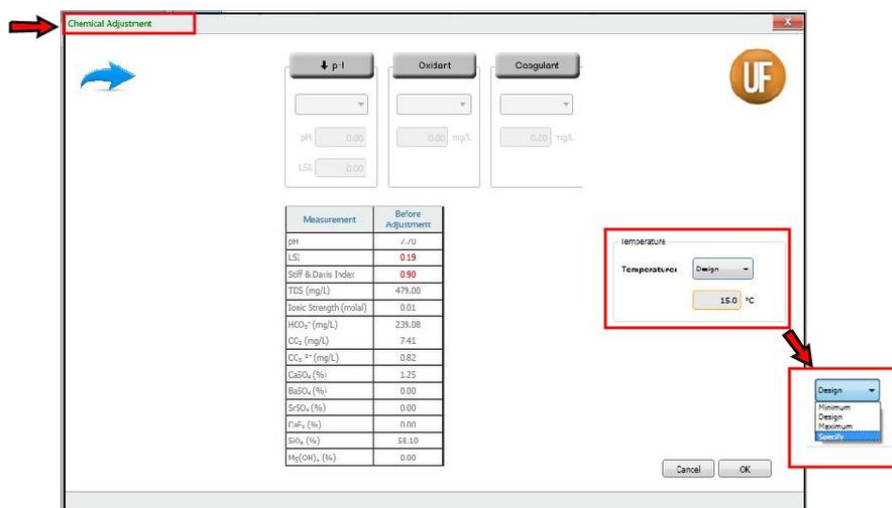 Chemical Adjustment
X
pH
Oxidant
Coagulant
UF
pH: 0.00
0.00 mg/L
0.00 mg/L
LSI: 0.00
Measurement Before Adjustment
pH 7.70
LSI 0.19
Stiff & Davis Index 0.90
TDS (mg/L) 479.00
Ionic Strength (molal) 0.01
HCO₃⁻ (mg/L) 239.08
CO₂ (mg/L) 7.41
CO₃ ²⁻ (mg/L) 0.82
CaSO₄ (%) 1.25
BaSO₄ (%) 0.00
SrSO₄ (%) 0.00
CaF₂ (%) 0.00
SiO₂ (%) 58.10
Mg(OH)₂ (%) 0.00
Temperature
Temperature: Design
15.0 °C
Design
Minimum
Design
Maximum
Specify
Cancel
OK